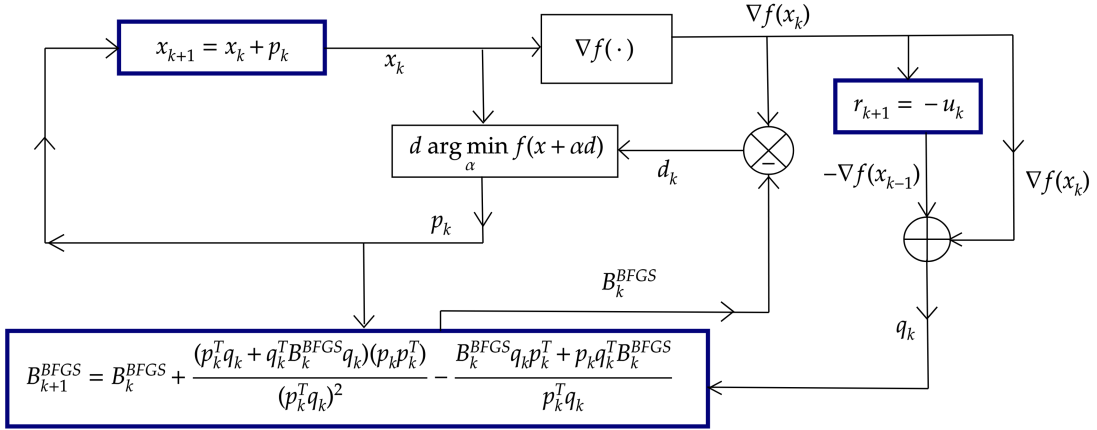 ∇f(x_k)
x_{k+1} = x_k + p_k
x_k
∇f(·)
r_{k+1} = −u_k
d arg min_α f(x + αd)
−
d_k
−∇f(x_{k−1})
∇f(x_k)
p_k
B_k^{BFGS}
q_k
B_{k+1}^{BFGS} = B_k^{BFGS} + \frac{(p_k^T q_k + q_k^T B_k^{BFGS} q_k)(p_k p_k^T)}{(p_k^T q_k)^2} − \frac{B_k^{BFGS} q_k p_k^T + p_k q_k^T B_k^{BFGS}}{p_k^T q_k}